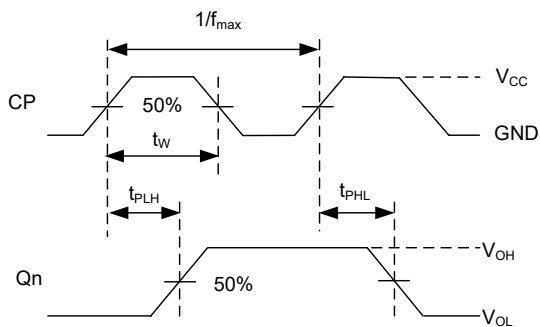 1/fmax
VCC
CP
50%
GND
tW
tPLH
tPHL
VOH
Qn
50%
VOL